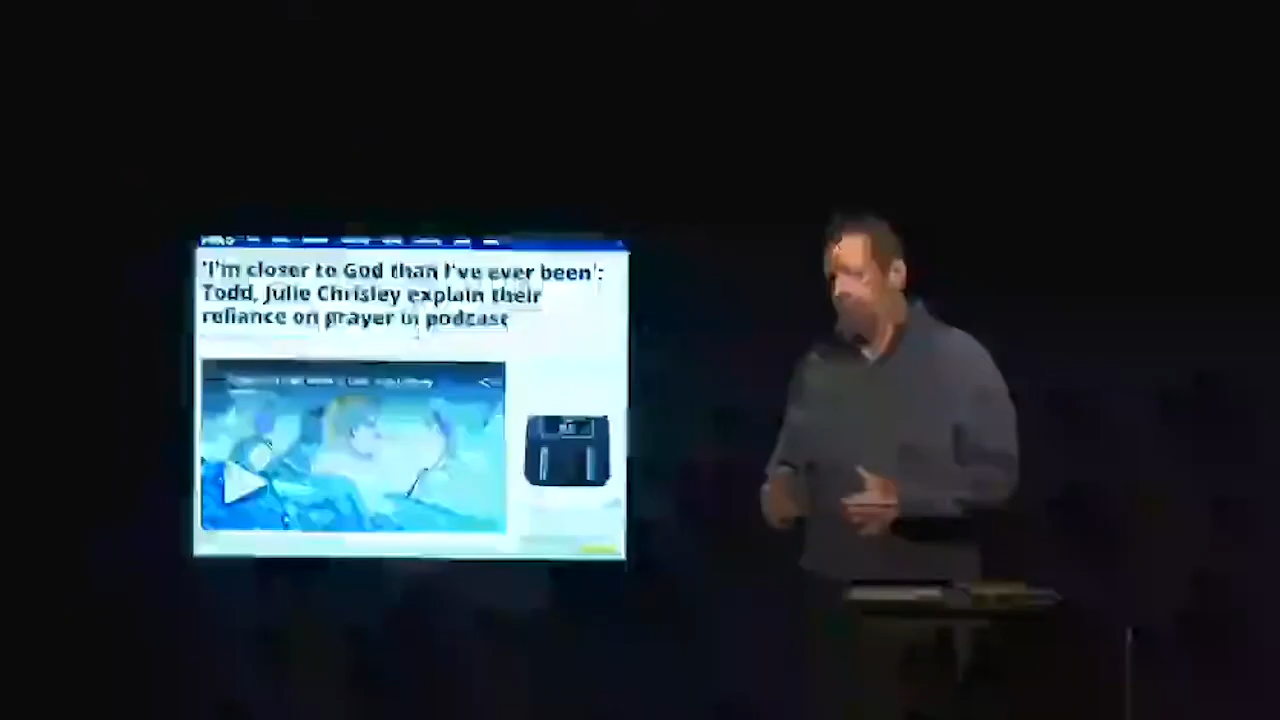 'I'm closer to God than I've ever been':
Todd, Julie Chrisley explain their
reliance on prayer in podcast